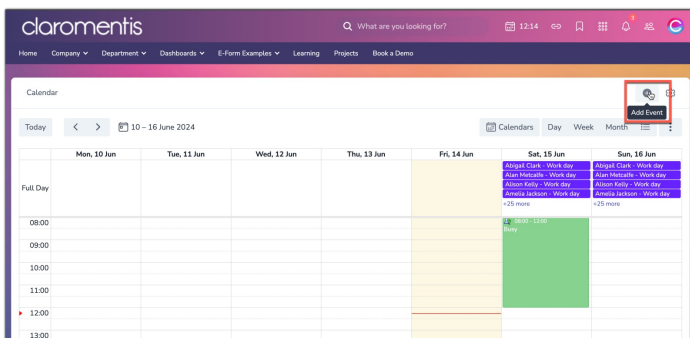 claromentis
What are you looking for?
12:14
3
Home Company Department Dashboards E-Form Examples Learning Projects Book a Demo
Calendar
Add Event
Today 10 – 16 June 2024 Calendars Day Week Month
Mon, 10 Jun Tue, 11 Jun Wed, 12 Jun Thu, 13 Jun Fri, 14 Jun Sat, 15 Jun Sun, 16 Jun
Full Day
Abigail Clark - Work day Abigail Clark - Work day
Alan Metcalfe - Work day Alan Metcalfe - Work day
Alison Kelly - Work day Alison Kelly - Work day
Amelia Jackson - Work day Amelia Jackson - Work day
+25 more +25 more
08:00 08:00 - 12:00
Busy
09:00
10:00
11:00
12:00
13:00